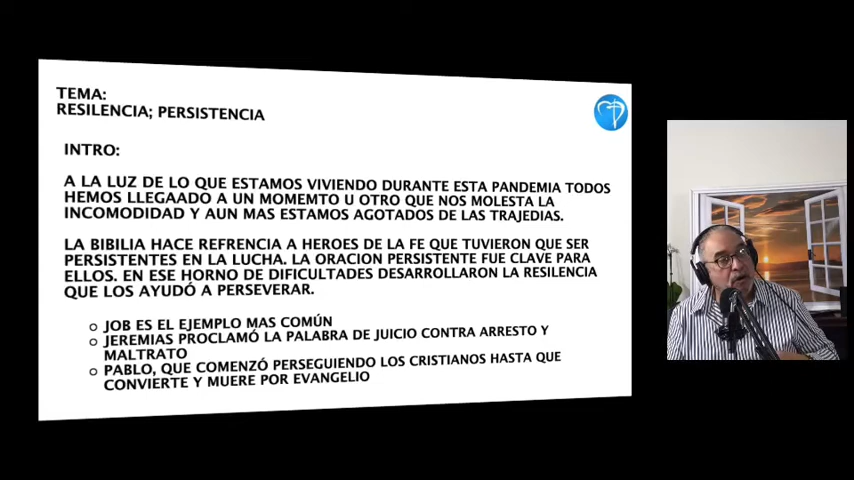 TEMA:
RESILENCIA; PERSISTENCIA
INTRO:
A LA LUZ DE LO QUE ESTAMOS VIVIENDO DURANTE ESTA PANDEMIA TODOS
HEMOS LLEGAADO A UN MOMEMTO U OTRO QUE NOS MOLESTA LA
INCOMODIDAD Y AUN MAS ESTAMOS AGOTADOS DE LAS TRAJEDIAS.
LA BIBILIA HACE REFRENCIA A HEROES DE LA FE QUE TUVIERON QUE SER
PERSISTENTES EN LA LUCHA. LA ORACION PERSISTENTE FUE CLAVE PARA
ELLOS. EN ESE HORNO DE DIFICULTADES DESARROLLARON LA RESILENCIA
QUE LOS AYUDÓ A PERSEVERAR.
○ JOB ES EL EJEMPLO MAS COMÚN
○ JEREMIAS PROCLAMÓ LA PALABRA DE JUICIO CONTRA ARRESTO Y
MALTRATO
○ PABLO, QUE COMENZÓ PERSEGUIENDO LOS CRISTIANOS HASTA QUE
CONVIERTE Y MUERE POR EVANGELIO